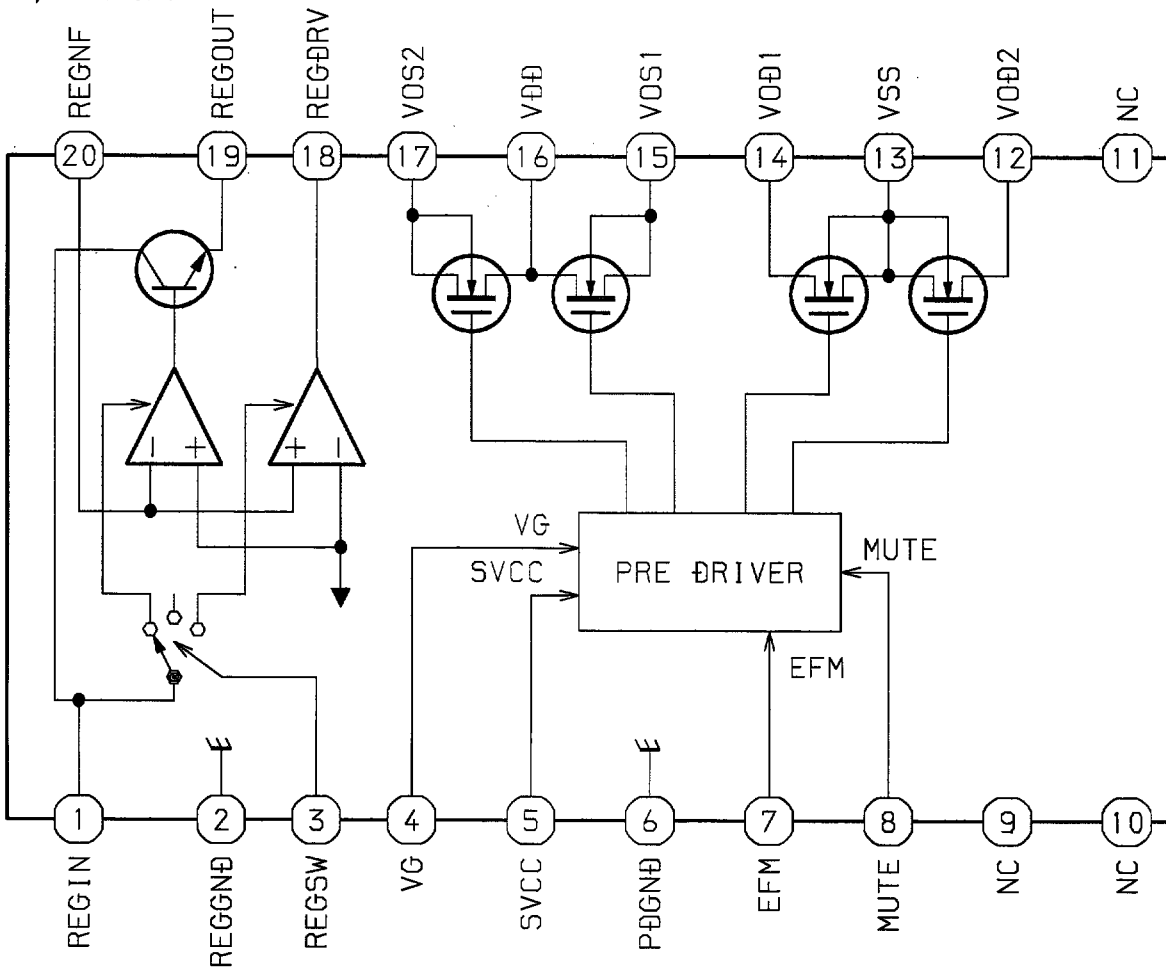 REGNF REGOUT REGDRV VOS2 VDD VOS1 VOD1 VSS VOD2 NC
20 19 18 17 16 15 14 13 12 11
− + + −
VG
SVCC
PRE DRIVER
MUTE
EFM
1 2 3 4 5 6 7 8 9 10
REGIN REGGND REGSW VG SVCC PDGND EFM MUTE NC NC